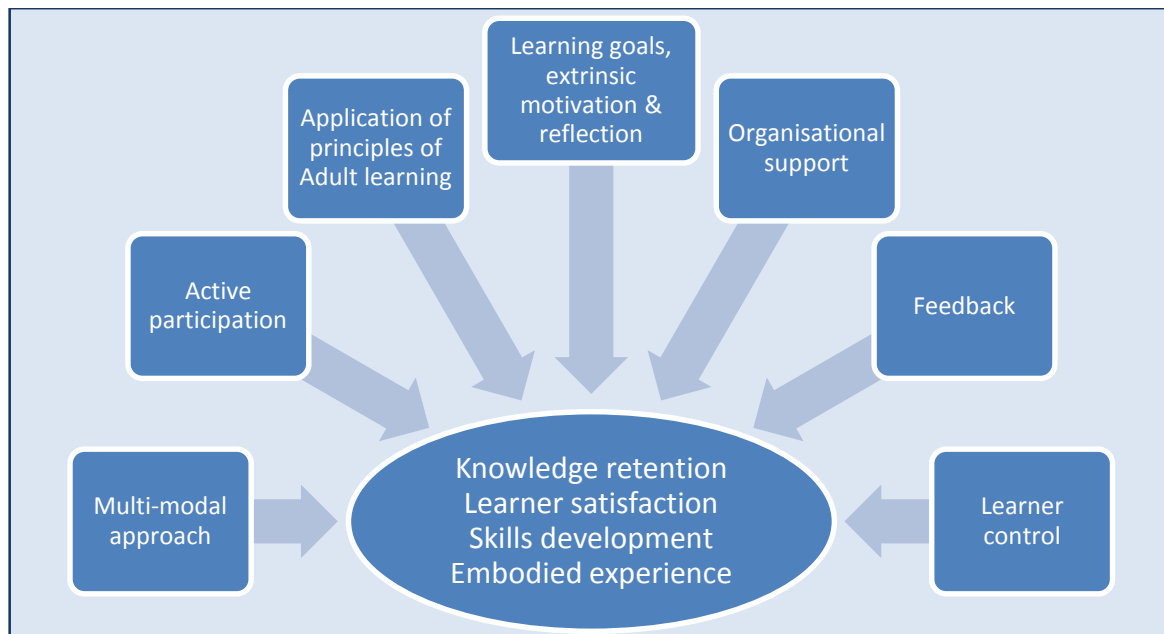 Learning goals,
extrinsic
motivation &
reflection
Application of
principles of
Adult learning
Organisational
support
Active
participation
Feedback
Multi-modal
approach
Knowledge retention
Learner satisfaction
Skills development
Embodied experience
Learner
control